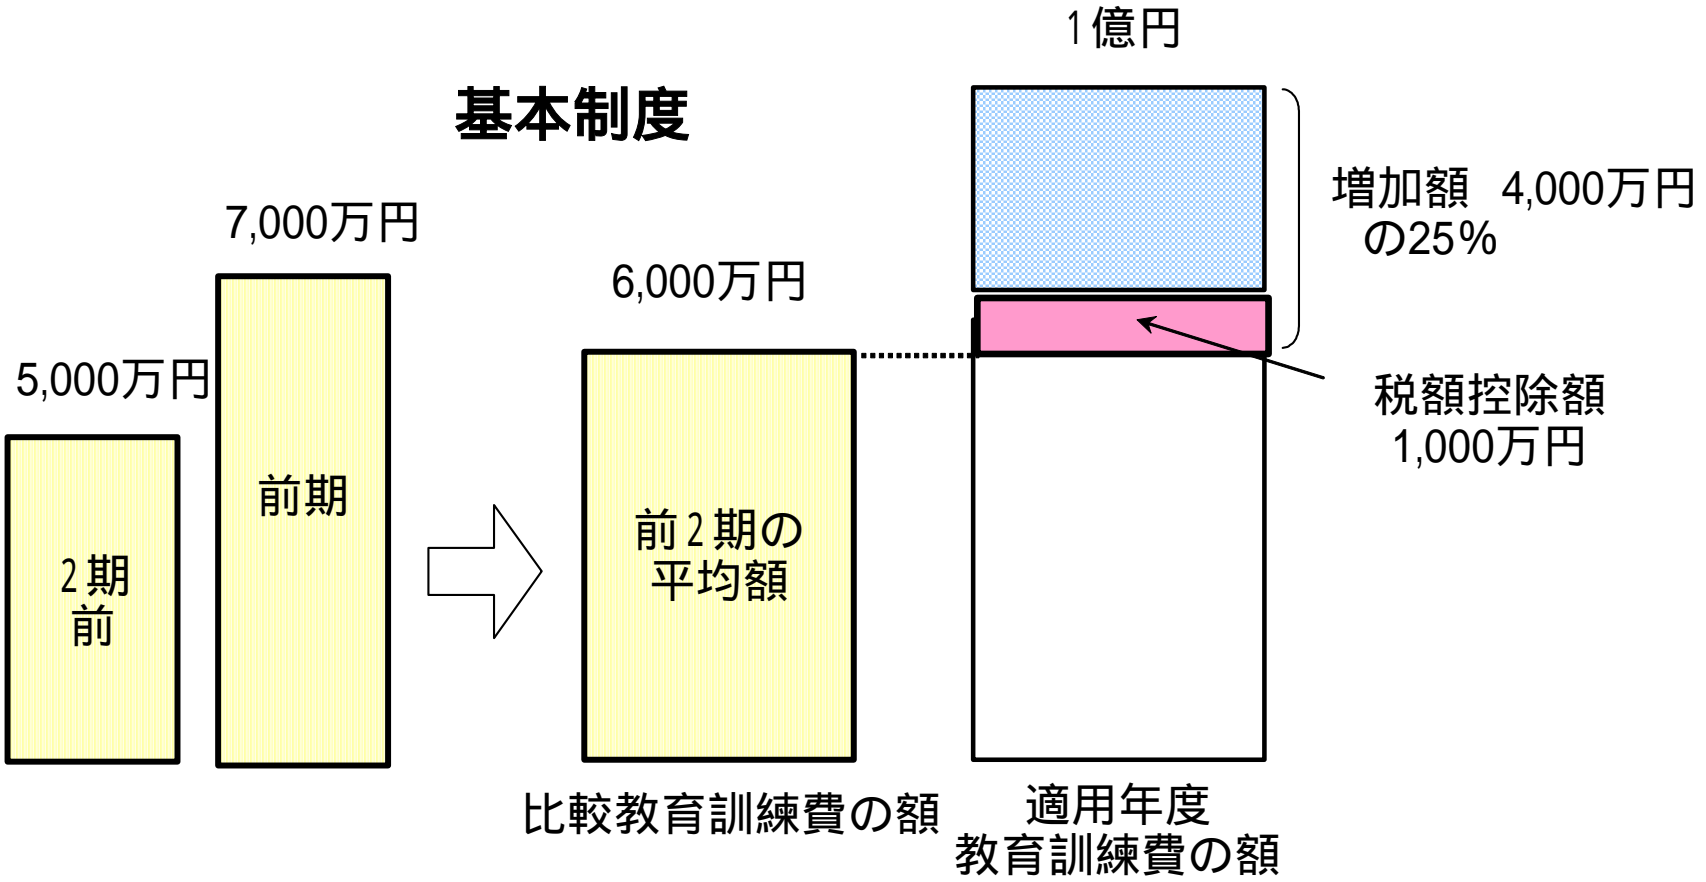 1億円
基本制度
7,000万円
増加額 4,000万円
の25%
6,000万円
5,000万円
税額控除額
1,000万円
前期
前2期の
平均額
2期
前
比較教育訓練費の額
適用年度
教育訓練費の額